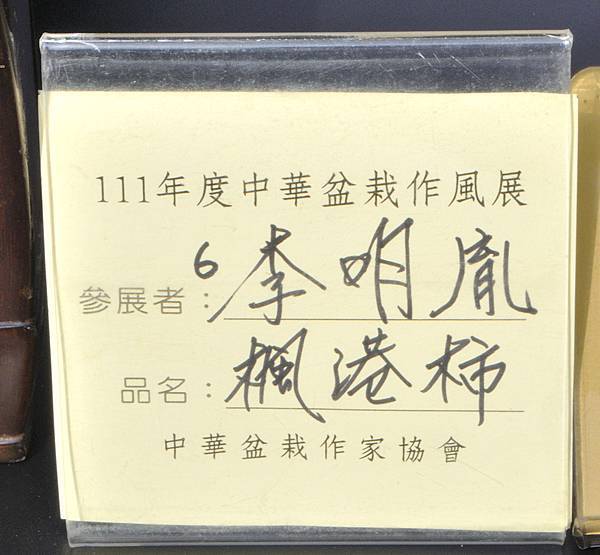 111年度中華盆栽作風展
參展者：6 李明胤
品名：楓港柿
中華盆栽作家協會